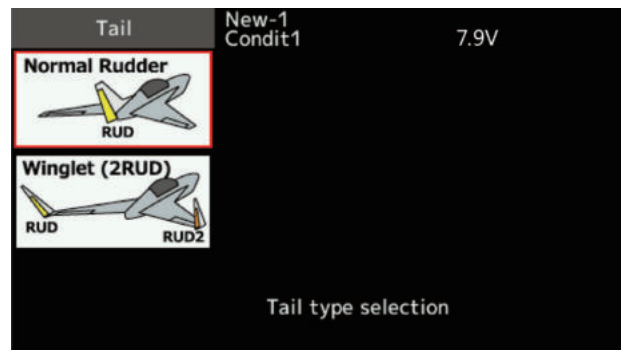 Tail
New-1
Condit1
7.9V
Normal Rudder
RUD
Winglet (2RUD)
RUD
RUD2
Tail type selection